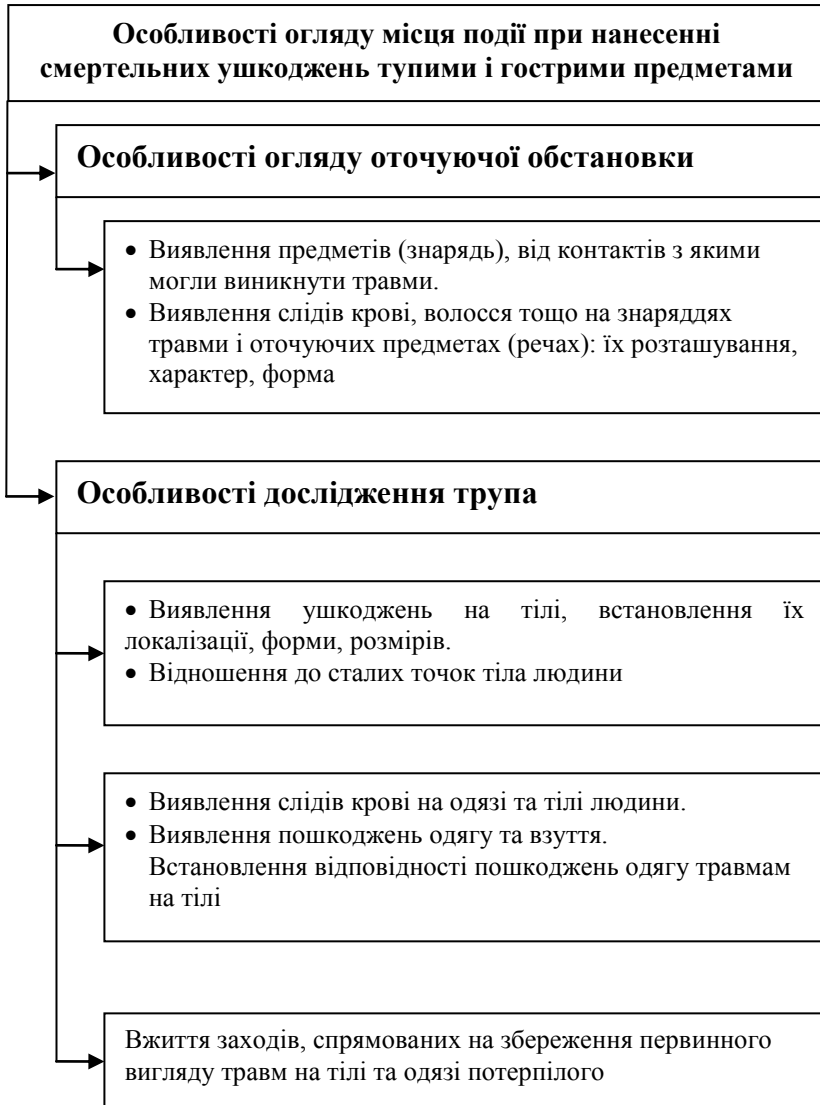 Особливості огляду місця події при нанесенні
смертельних ушкоджень тупими і гострими предметами
Особливості огляду оточуючої обстановки
• Виявлення предметів (знарядь), від контактів з якими
могли виникнути травми.
• Виявлення слідів крові, волосся тощо на знаряддях
травми і оточуючих предметах (речах): їх розташування,
характер, форма
Особливості дослідження трупа
• Виявлення ушкоджень на тілі, встановлення їх
локалізації, форми, розмірів.
• Відношення до сталих точок тіла людини
• Виявлення слідів крові на одязі та тілі людини.
• Виявлення пошкоджень одягу та взуття.
Встановлення відповідності пошкоджень одягу травмам
на тілі
Вжиття заходів, спрямованих на збереження первинного
вигляду травм на тілі та одязі потерпілого